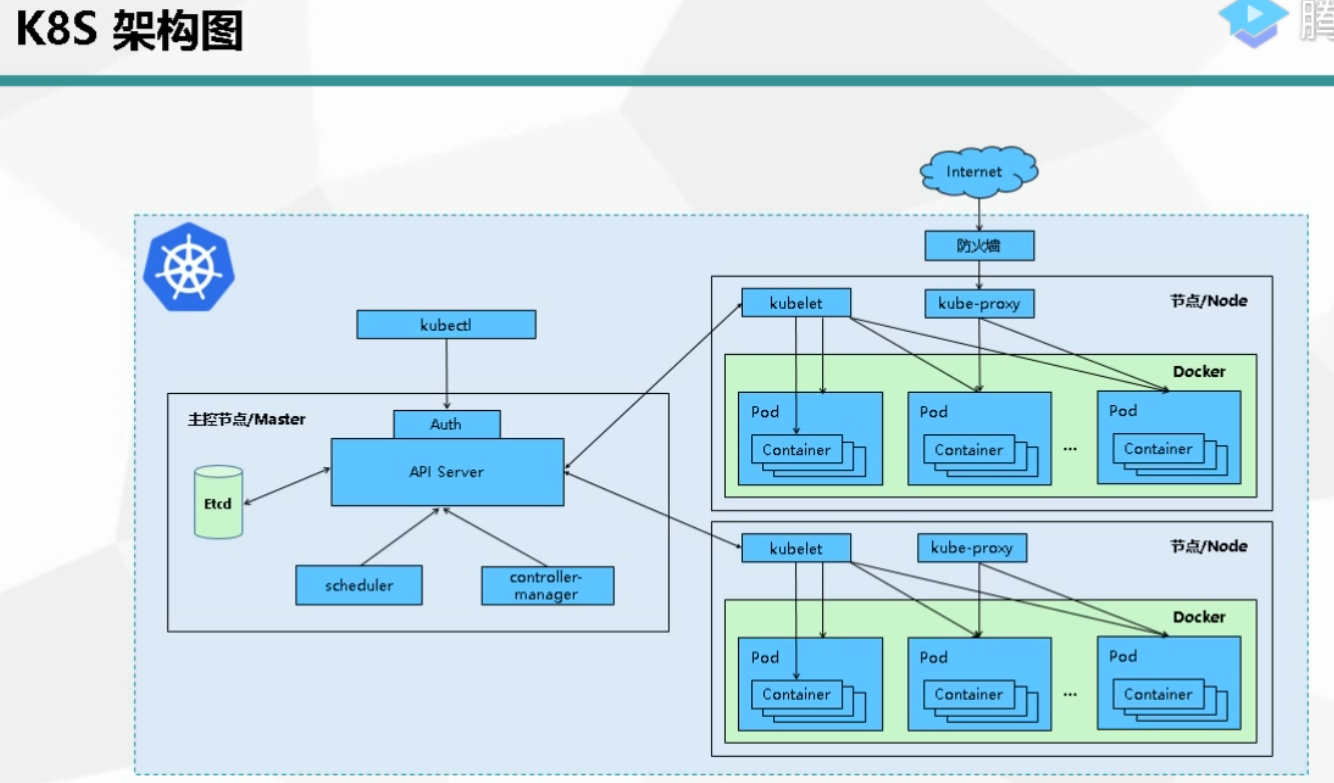 K8S 架构图
腾
Internet
防火墙
kubelet
kube-proxy
节点/Node
kubectl
Docker
主控节点/Master
Auth
API Server
Etcd
scheduler
controller-
manager
Pod
Container
Pod
Container
...
Pod
Container
kubelet
kube-proxy
节点/Node
Docker
Pod
Container
Pod
Container
...
Pod
Container